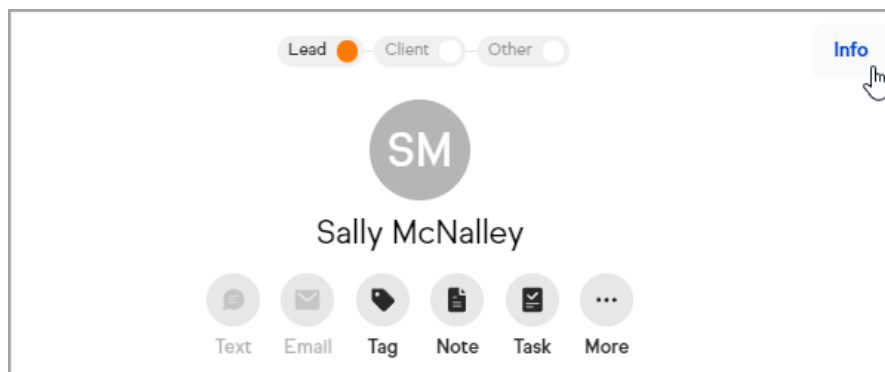 Lead Client Other Info
SM
Sally McNalley
Text Email Tag Note Task More